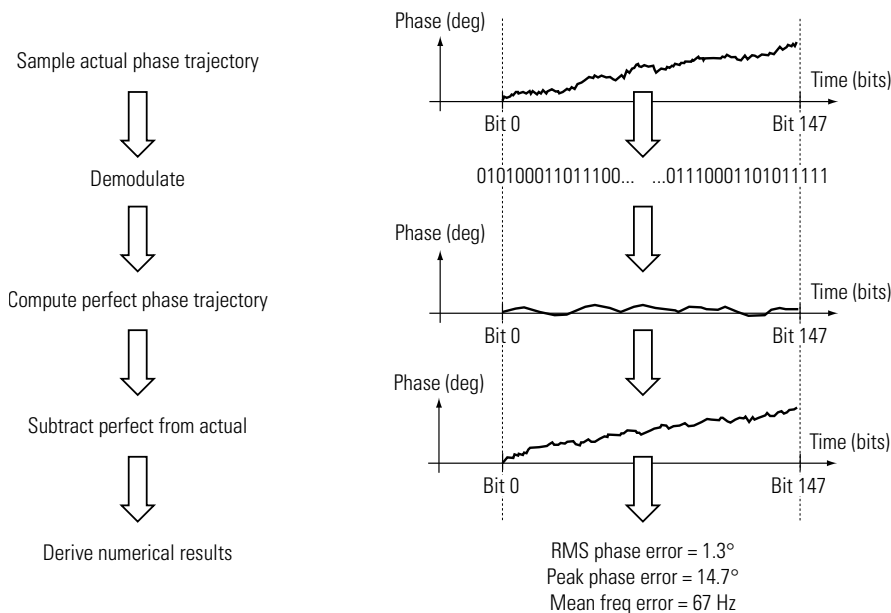 Sample actual phase trajectory
Phase (deg)
Time (bits)
Bit 0
Bit 147
Demodulate
010100011011100... ...01110001101011111
Phase (deg)
Compute perfect phase trajectory
Time (bits)
Bit 0
Bit 147
Phase (deg)
Subtract perfect from actual
Time (bits)
Bit 0
Bit 147
Derive numerical results
RMS phase error = 1.3°
Peak phase error = 14.7°
Mean freq error = 67 Hz